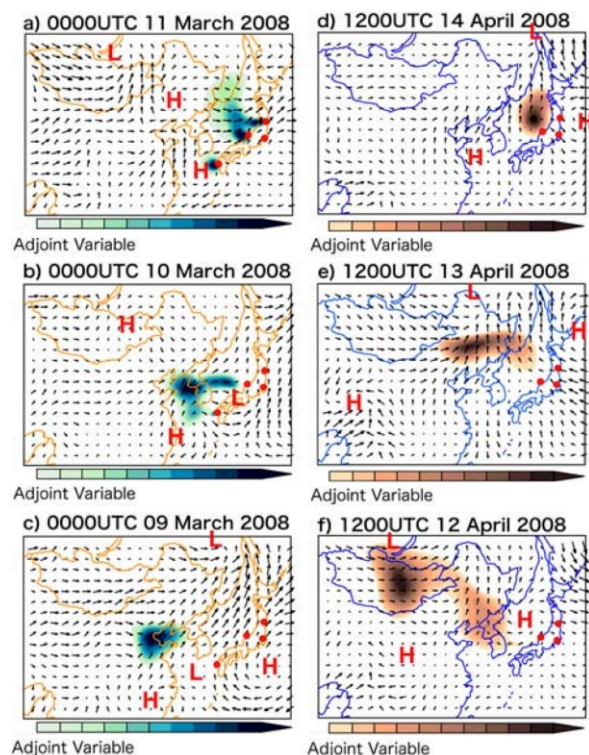 a) 0000UTC 11 March 2008
L
H
H
Adjoint Variable
b) 0000UTC 10 March 2008
H
L
H
Adjoint Variable
c) 0000UTC 09 March 2008
L
L
H
H
Adjoint Variable
d) 1200UTC 14 April 2008
L
H
H
Adjoint Variable
e) 1200UTC 13 April 2008
L
H
H
Adjoint Variable
f) 1200UTC 12 April 2008
L
H
H
Adjoint Variable